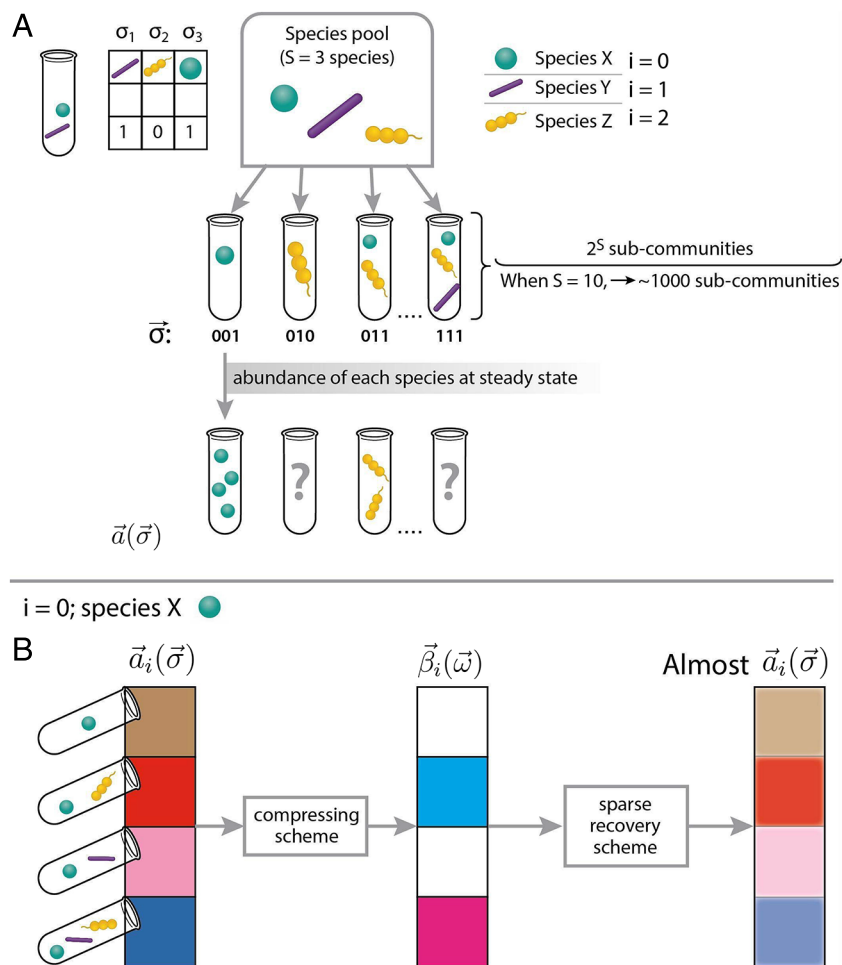 A
σ1 σ2 σ3
1 0 1
Species pool
(S = 3 species)
Species X i = 0
Species Y i = 1
Species Z i = 2
2^S sub-communities
When S = 10, → ~1000 sub-communities
....
σ⃗: 001 010 011 111
abundance of each species at steady state
? ?
....
a⃗(σ⃗)
i = 0; species X
B
a⃗ᵢ(σ⃗) β⃗ᵢ(ω⃗) Almost a⃗ᵢ(σ⃗)
compressing
scheme
sparse
recovery
scheme